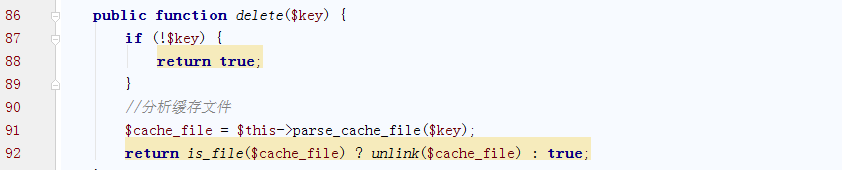 86 public function delete($key) {
87 if (!$key) {
88 return true;
89 }
90 //分析缓存文件
91 $cache_file = $this->parse_cache_file($key);
92 return is_file($cache_file) ? unlink($cache_file) : true;